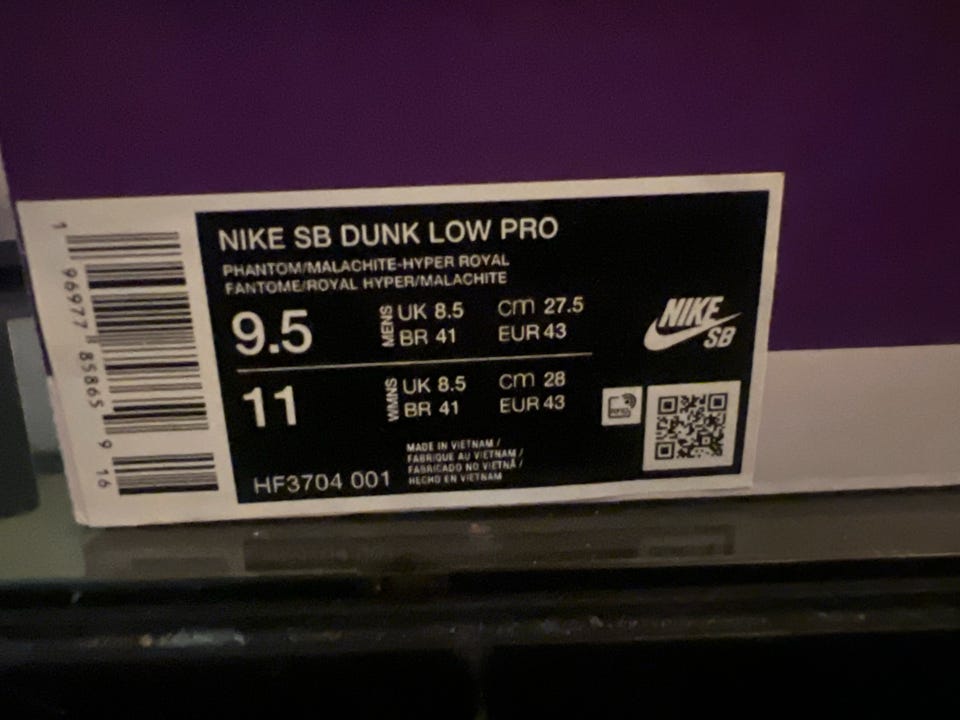 NIKE SB DUNK LOW PRO
PHANTOM/MALACHITE-HYPER ROYAL
FANTOME/ROYAL HYPER/MALACHITE
9.5 MENS UK 8.5 cm 27.5
BR 41 EUR 43
11 WMNS UK 8.5 cm 28
BR 41 EUR 43
MADE IN VIETNAM /
FABRIQUE AU VIETNAM /
FABRICADO NO VIETNÃ /
HECHO EN VIETNAM
HF3704 001
NIKE
SB
1 96977 85865 9 16